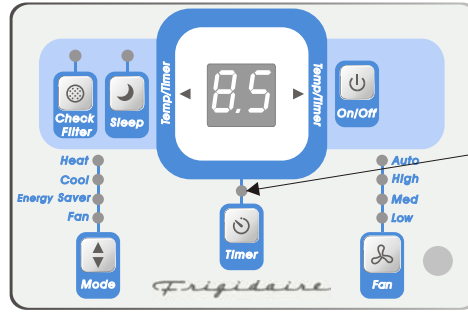 Temp/Timer
8.5
Temp/Timer
Check
Filter
Sleep
On/Off
Heat
Cool
Energy Saver
Fan
Mode
Timer
Auto
High
Med
Low
Fan
Frigidaire